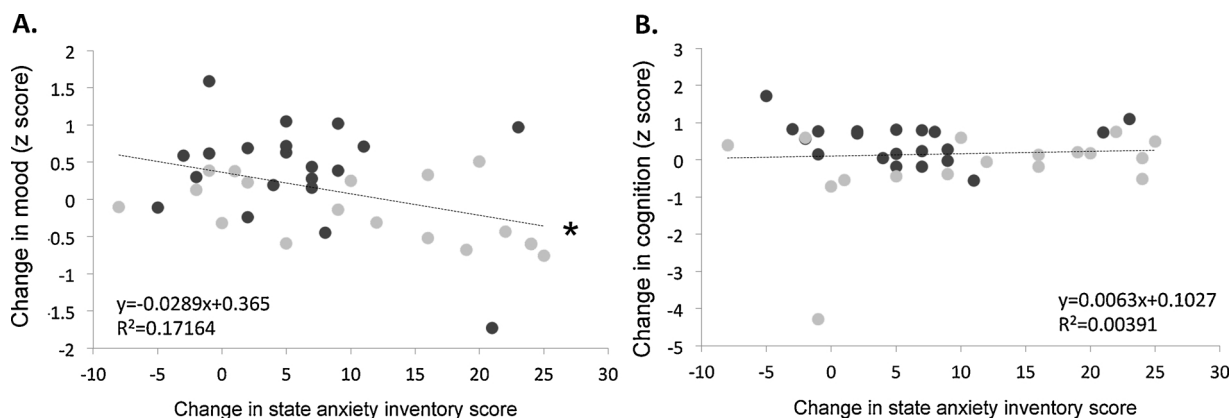 A.
Change in mood (z score)
2
1.5
1
0.5
0
-0.5
-1
-1.5
-2
*
y=-0.0289x+0.365
R²=0.17164
-10 -5 0 5 10 15 20 25 30
Change in state anxiety inventory score
B.
Change in cognition (z score)
3
2
1
0
-1
-2
-3
-4
-5
y=0.0063x+0.1027
R²=0.00391
-10 -5 0 5 10 15 20 25 30
Change in state anxiety inventory score